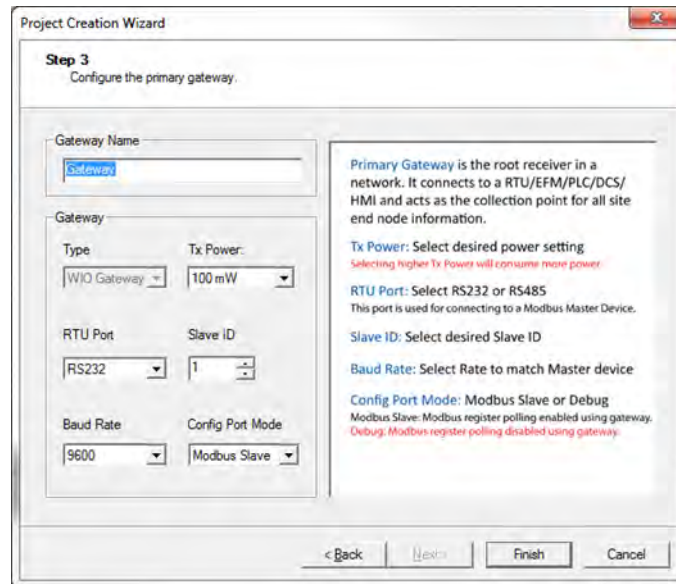 Project Creation Wizard
Step 3
Configure the primary gateway.
Gateway Name
Gateway
Gateway
Type
Tx Power:
WIO Gateway
100 mW
RTU Port
Slave ID
RS232
1
Baud Rate
Config Port Mode
9600
Modbus Slave
Primary Gateway is the root receiver in a
network. It connects to a RTU/EFM/PLC/DCS/
HMI and acts as the collection point for all site
end node information.
Tx Power: Select desired power setting
Selecting higher Tx Power will consume more power.
RTU Port: Select RS232 or RS485
This port is used for connecting to a Modbus Master Device.
Slave ID: Select desired Slave ID
Baud Rate: Select Rate to match Master device
Config Port Mode: Modbus Slave or Debug
Modbus Slave: Modbus register polling enabled using gateway.
Debug: Modbus register polling disabled using gateway.
< Back
Next >
Finish
Cancel